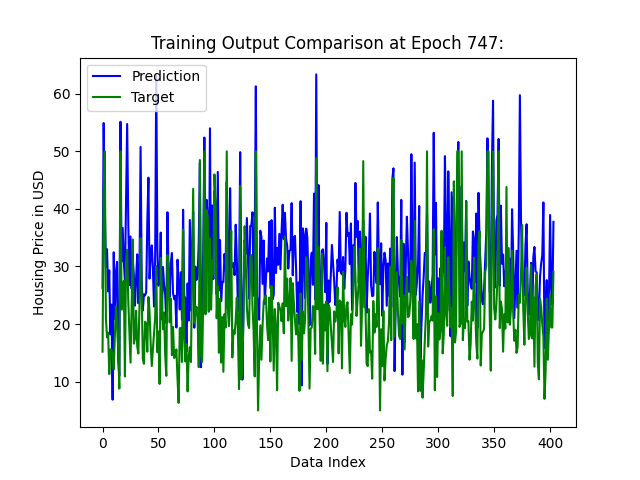 Training Output Comparison at Epoch 747:
Prediction
Target
Housing Price in USD
60
50
40
30
20
10
0 50 100 150 200 250 300 350 400
Data Index